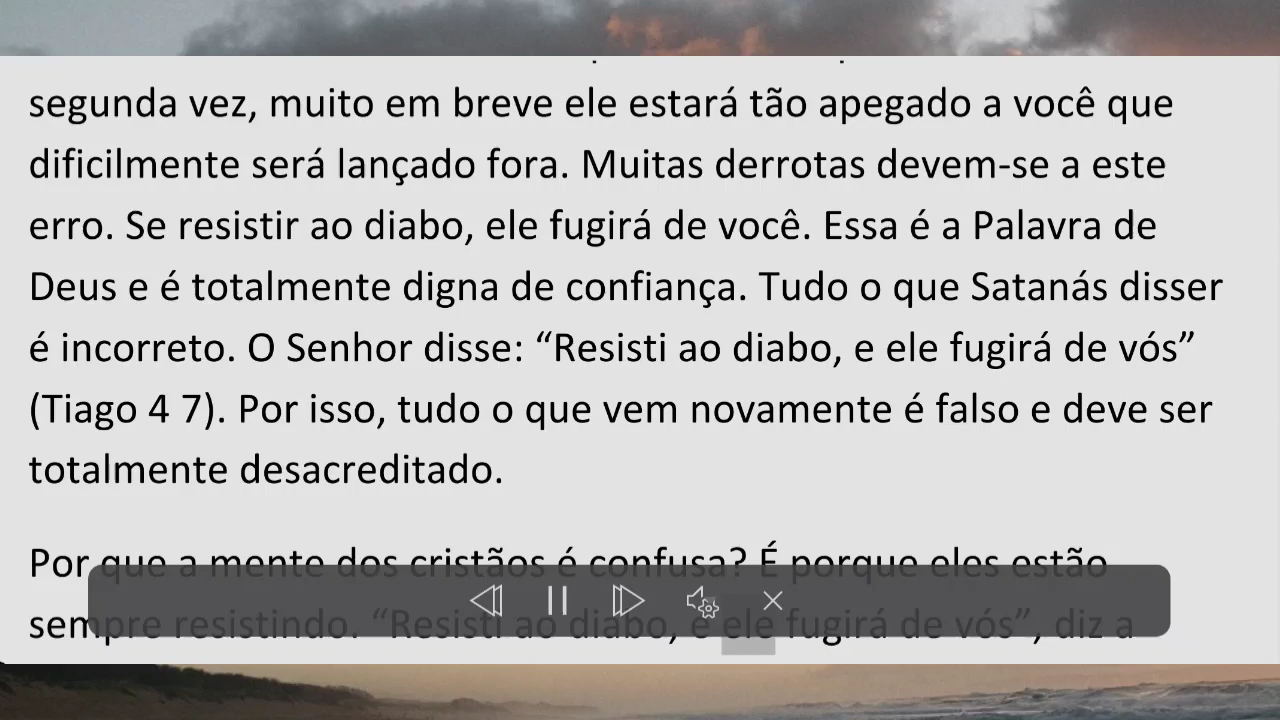 segunda vez, muito em breve ele estará tão apegado a você que
dificilmente será lançado fora. Muitas derrotas devem-se a este
erro. Se resistir ao diabo, ele fugirá de você. Essa é a Palavra de
Deus e é totalmente digna de confiança. Tudo o que Satanás disser
é incorreto. O Senhor disse: “Resisti ao diabo, e ele fugirá de vós”
(Tiago 4 7). Por isso, tudo o que vem novamente é falso e deve ser
totalmente desacreditado.
Por que a mente dos cristãos é confusa? É porque eles estão
sempre resistindo. “Resisti ao diabo, e ele fugirá de vós”, diz a